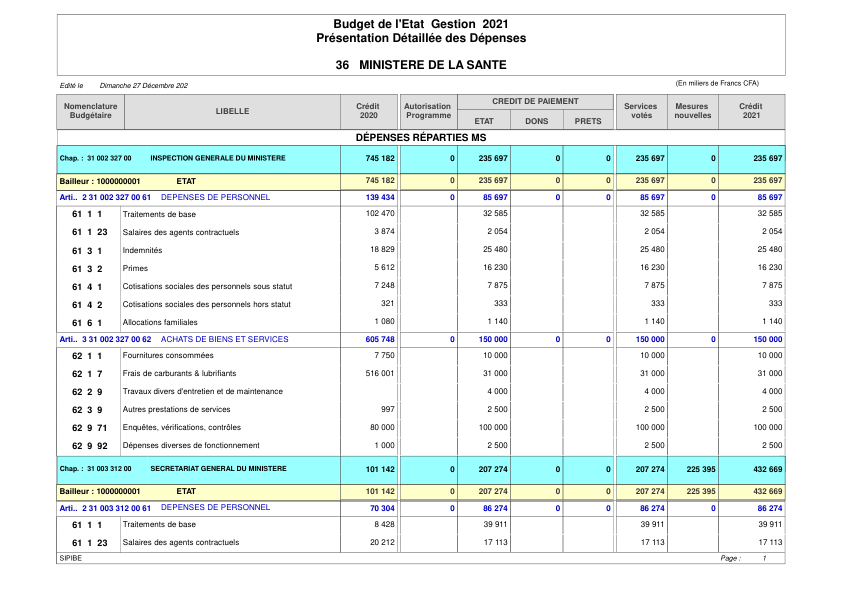 Budget de l'Etat Gestion 2021
Présentation Détaillée des Dépenses
36 MINISTERE DE LA SANTE
Edité le Dimanche 27 Décembre 202
(En milliers de Francs CFA)
Nomenclature Budgétaire LIBELLE Crédit 2020 Autorisation Programme CREDIT DE PAIEMENT ETAT DONS PRETS Services votés Mesures nouvelles Crédit 2021
DÉPENSES RÉPARTIES MS
Chap. : 31 002 327 00 INSPECTION GENERALE DU MINISTERE 745 182 0 235 697 0 0 235 697 0 235 697
Bailleur : 1000000001 ETAT 745 182 0 235 697 0 0 235 697 0 235 697
Arti.. 2 31 002 327 00 61 DEPENSES DE PERSONNEL 139 434 0 85 697 0 0 85 697 0 85 697
61 1 1 Traitements de base 102 470 32 585 32 585 32 585
61 1 23 Salaires des agents contractuels 3 874 2 054 2 054 2 054
61 3 1 Indemnités 18 829 25 480 25 480 25 480
61 3 2 Primes 5 612 16 230 16 230 16 230
61 4 1 Cotisations sociales des personnels sous statut 7 248 7 875 7 875 7 875
61 4 2 Cotisations sociales des personnels hors statut 321 333 333 333
61 6 1 Allocations familiales 1 080 1 140 1 140 1 140
Arti.. 3 31 002 327 00 62 ACHATS DE BIENS ET SERVICES 605 748 0 150 000 0 0 150 000 0 150 000
62 1 1 Fournitures consommées 7 750 10 000 10 000 10 000
62 1 7 Frais de carburants & lubrifiants 516 001 31 000 31 000 31 000
62 2 9 Travaux divers d'entretien et de maintenance 4 000 4 000 4 000
62 3 9 Autres prestations de services 997 2 500 2 500 2 500
62 9 71 Enquêtes, vérifications, contrôles 80 000 100 000 100 000 100 000
62 9 92 Dépenses diverses de fonctionnement 1 000 2 500 2 500 2 500
Chap. : 31 003 312 00 SECRETARIAT GENERAL DU MINISTERE 101 142 0 207 274 0 0 207 274 225 395 432 669
Bailleur : 1000000001 ETAT 101 142 0 207 274 0 0 207 274 225 395 432 669
Arti.. 2 31 003 312 00 61 DEPENSES DE PERSONNEL 70 304 0 86 274 0 0 86 274 0 86 274
61 1 1 Traitements de base 8 428 39 911 39 911 39 911
61 1 23 Salaires des agents contractuels 20 212 17 113 17 113 17 113
SIPIBE Page : 1